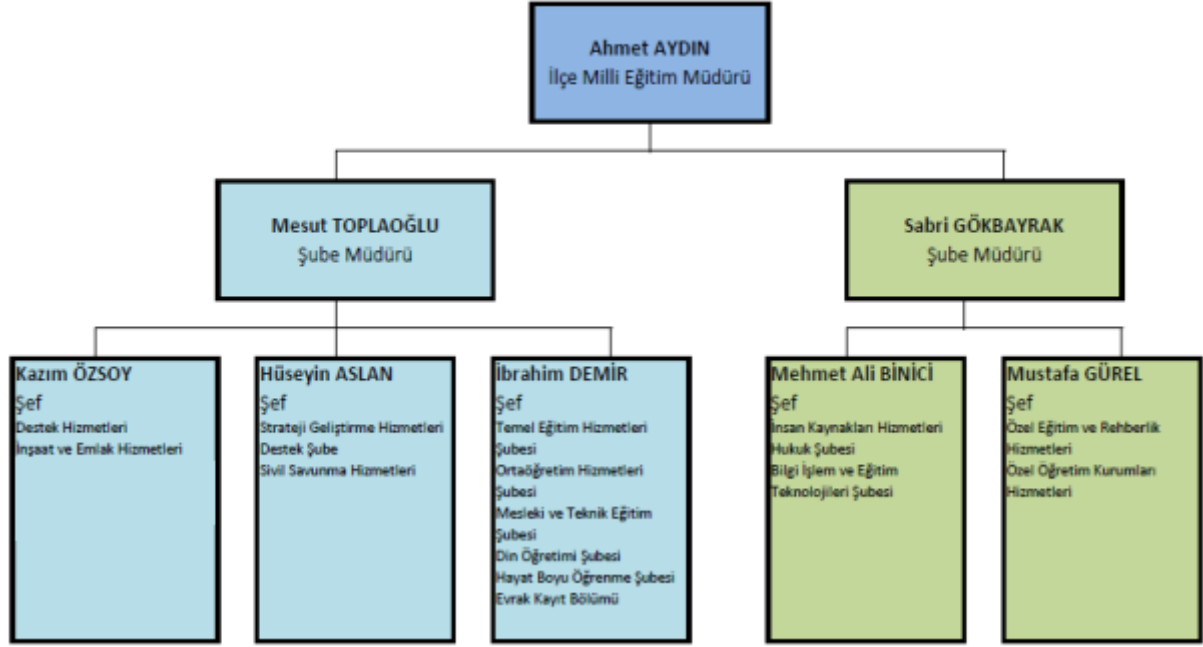 Ahmet AYDIN
İlçe Milli Eğitim Müdürü
Mesut TOPLAOĞLU
Şube Müdürü
Sabri GÖKBAYRAK
Şube Müdürü
Kazım ÖZSOY
Şef
Destek Hizmetleri
İnşaat ve Emlak Hizmetleri
Hüseyin ASLAN
Şef
Strateji Geliştirme Hizmetleri
Destek Şube
Sivil Savunma Hizmetleri
İbrahim DEMİR
Şef
Temel Eğitim Hizmetleri
Şubesi
Ortaöğretim Hizmetleri
Şubesi
Mesleki ve Teknik Eğitim
Şubesi
Din Öğretimi Şubesi
Hayat Boyu Öğrenme Şubesi
Evrak Kayıt Bölümü
Mehmet Ali BİNİCİ
Şef
İnsan Kaynakları Hizmetleri
Hukuk Şubesi
Bilgi İşlem ve Eğitim
Teknolojileri Şubesi
Mustafa GÜREL
Şef
Özel Eğitim ve Rehberlik
Hizmetleri
Özel Öğretim Kurumları
Hizmetleri